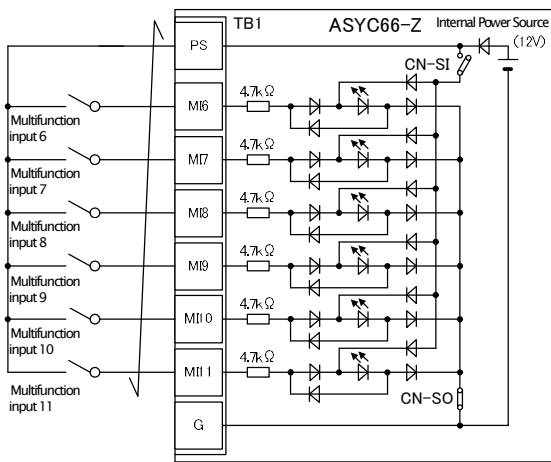 TB1
ASYC66-Z
Internal Power Source
(12V)
PS
CN-SI
4.7kΩ
MI6
Multifunction
input 6
4.7kΩ
MI7
Multifunction
input 7
4.7kΩ
MI8
Multifunction
input 8
4.7kΩ
MI9
Multifunction
input 9
4.7kΩ
MI10
Multifunction
input 10
4.7kΩ
MI11
Multifunction
input 11
CN-SO
G